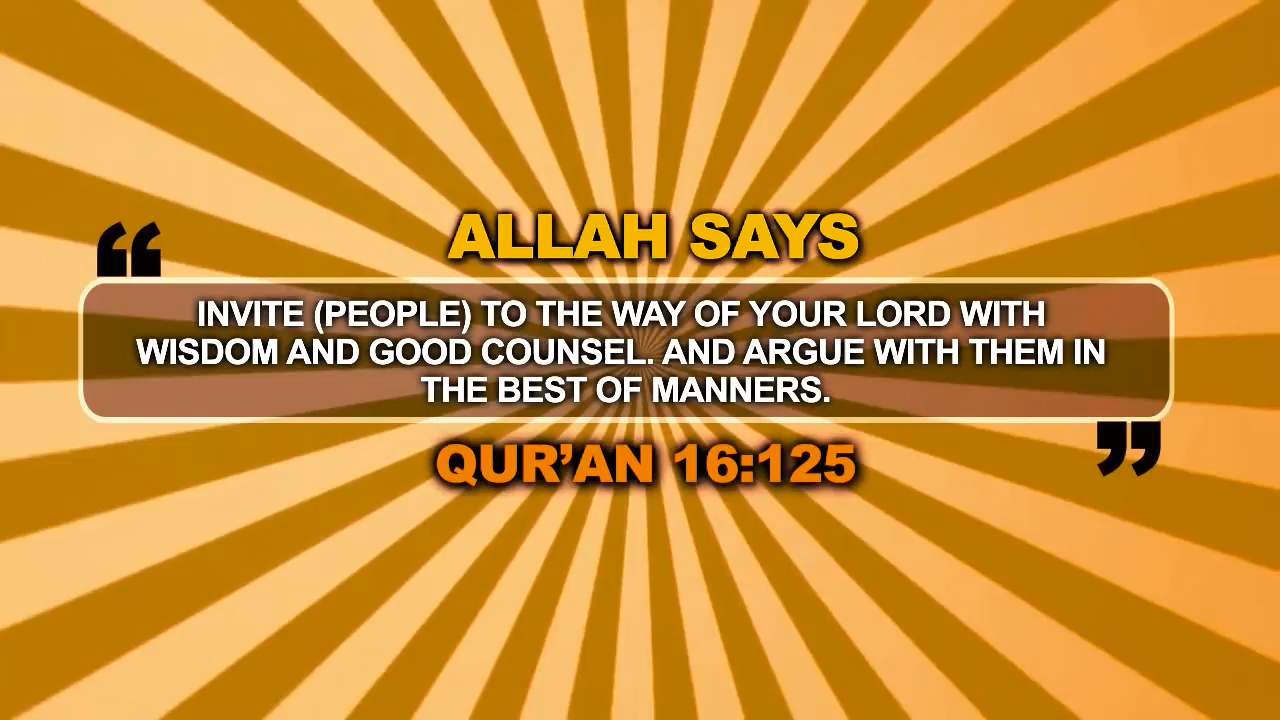 ALLAH SAYS
“
INVITE (PEOPLE) TO THE WAY OF YOUR LORD WITH
WISDOM AND GOOD COUNSEL. AND ARGUE WITH THEM IN
THE BEST OF MANNERS.
”
QUR’AN 16:125